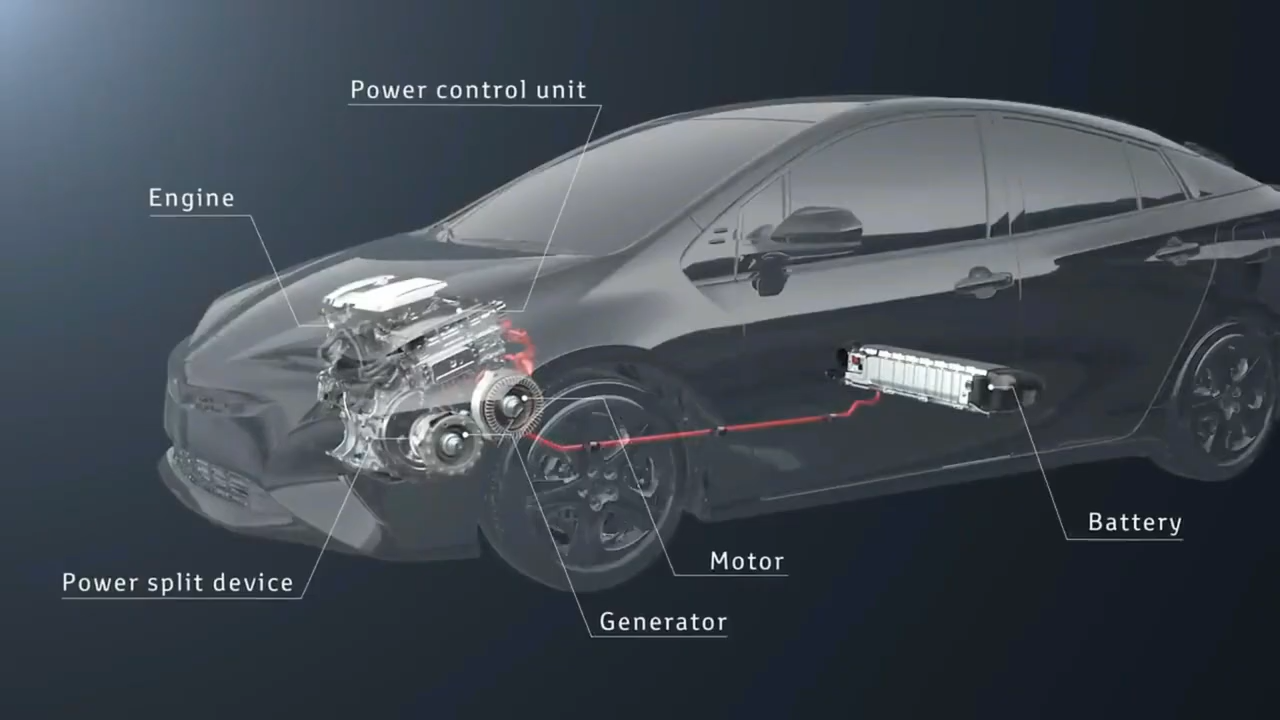 Power control unit
Engine
Battery
Motor
Power split device
Generator